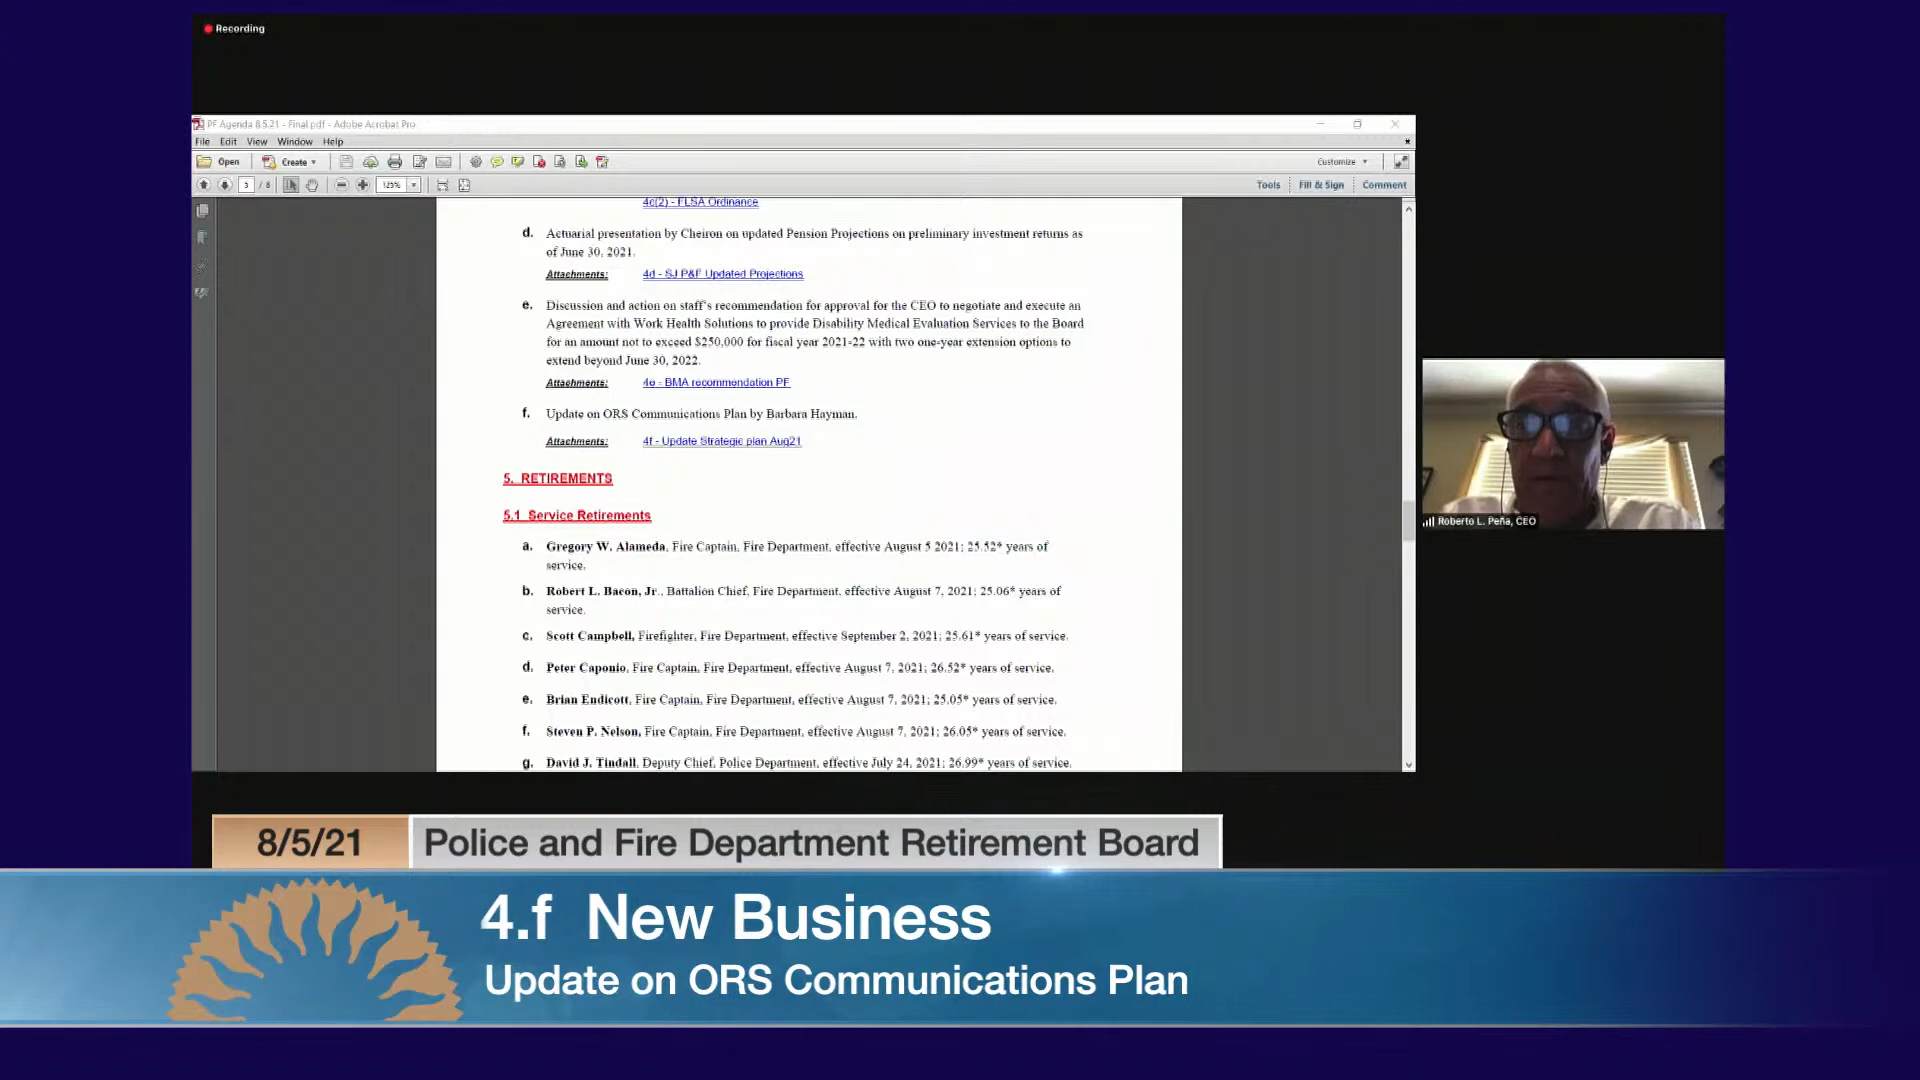 Recording
PF Agenda 8.5.21 - Final.pdf - Adobe Acrobat Pro
File Edit View Window Help
Open Create Customize
3 / 8 123% Tools Fill & Sign Comment
4c(2) - FLSA Ordinance
d. Actuarial presentation by Cheiron on updated Pension Projections on preliminary investment returns as
of June 30, 2021.
Attachments: 4d - SJ P&F Updated Projections
e. Discussion and action on staff's recommendation for approval for the CEO to negotiate and execute an
Agreement with Work Health Solutions to provide Disability Medical Evaluation Services to the Board
for an amount not to exceed $250,000 for fiscal year 2021-22 with two one-year extension options to
extend beyond June 30, 2022.
Attachments: 4e - BMA recommendation PF
f. Update on ORS Communications Plan by Barbara Hayman.
Attachments: 4f - Update Strategic plan Aug21
5. RETIREMENTS
5.1 Service Retirements
a. Gregory W. Alameda, Fire Captain, Fire Department, effective August 5 2021; 25.52* years of
service.
b. Robert L. Bacon, Jr., Battalion Chief, Fire Department, effective August 7, 2021; 25.06* years of
service.
c. Scott Campbell, Firefighter, Fire Department, effective September 2, 2021; 25.61* years of service.
d. Peter Caponio, Fire Captain, Fire Department, effective August 7, 2021; 26.52* years of service.
e. Brian Endicott, Fire Captain, Fire Department, effective August 7, 2021; 25.05* years of service.
f. Steven P. Nelson, Fire Captain, Fire Department, effective August 7, 2021; 26.05* years of service.
g. David J. Tindall, Deputy Chief, Police Department, effective July 24, 2021; 26.99* years of service.
Roberto L. Peña, CEO
8/5/21 Police and Fire Department Retirement Board
4.f New Business
Update on ORS Communications Plan